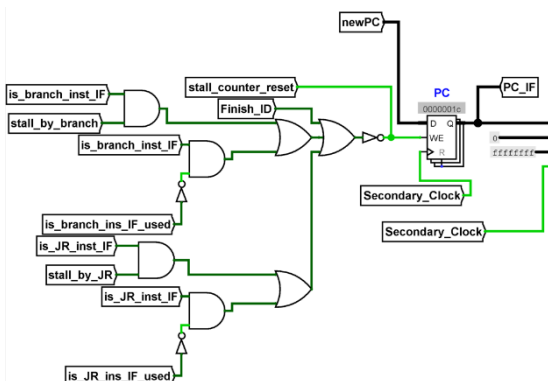 newPC
PC
0000001c
PC_IF
stall_counter_reset
is_branch_inst_IF
Finish_ID
D Q
stall_by_branch
WE
is_branch_inst_IF
0
R
ffffffff
Secondary_Clock
is_branch_ins_IF_used
Secondary_Clock
is_JR_inst_IF
stall_by_JR
is_JR_inst_IF
is_JR_ins_IF_used